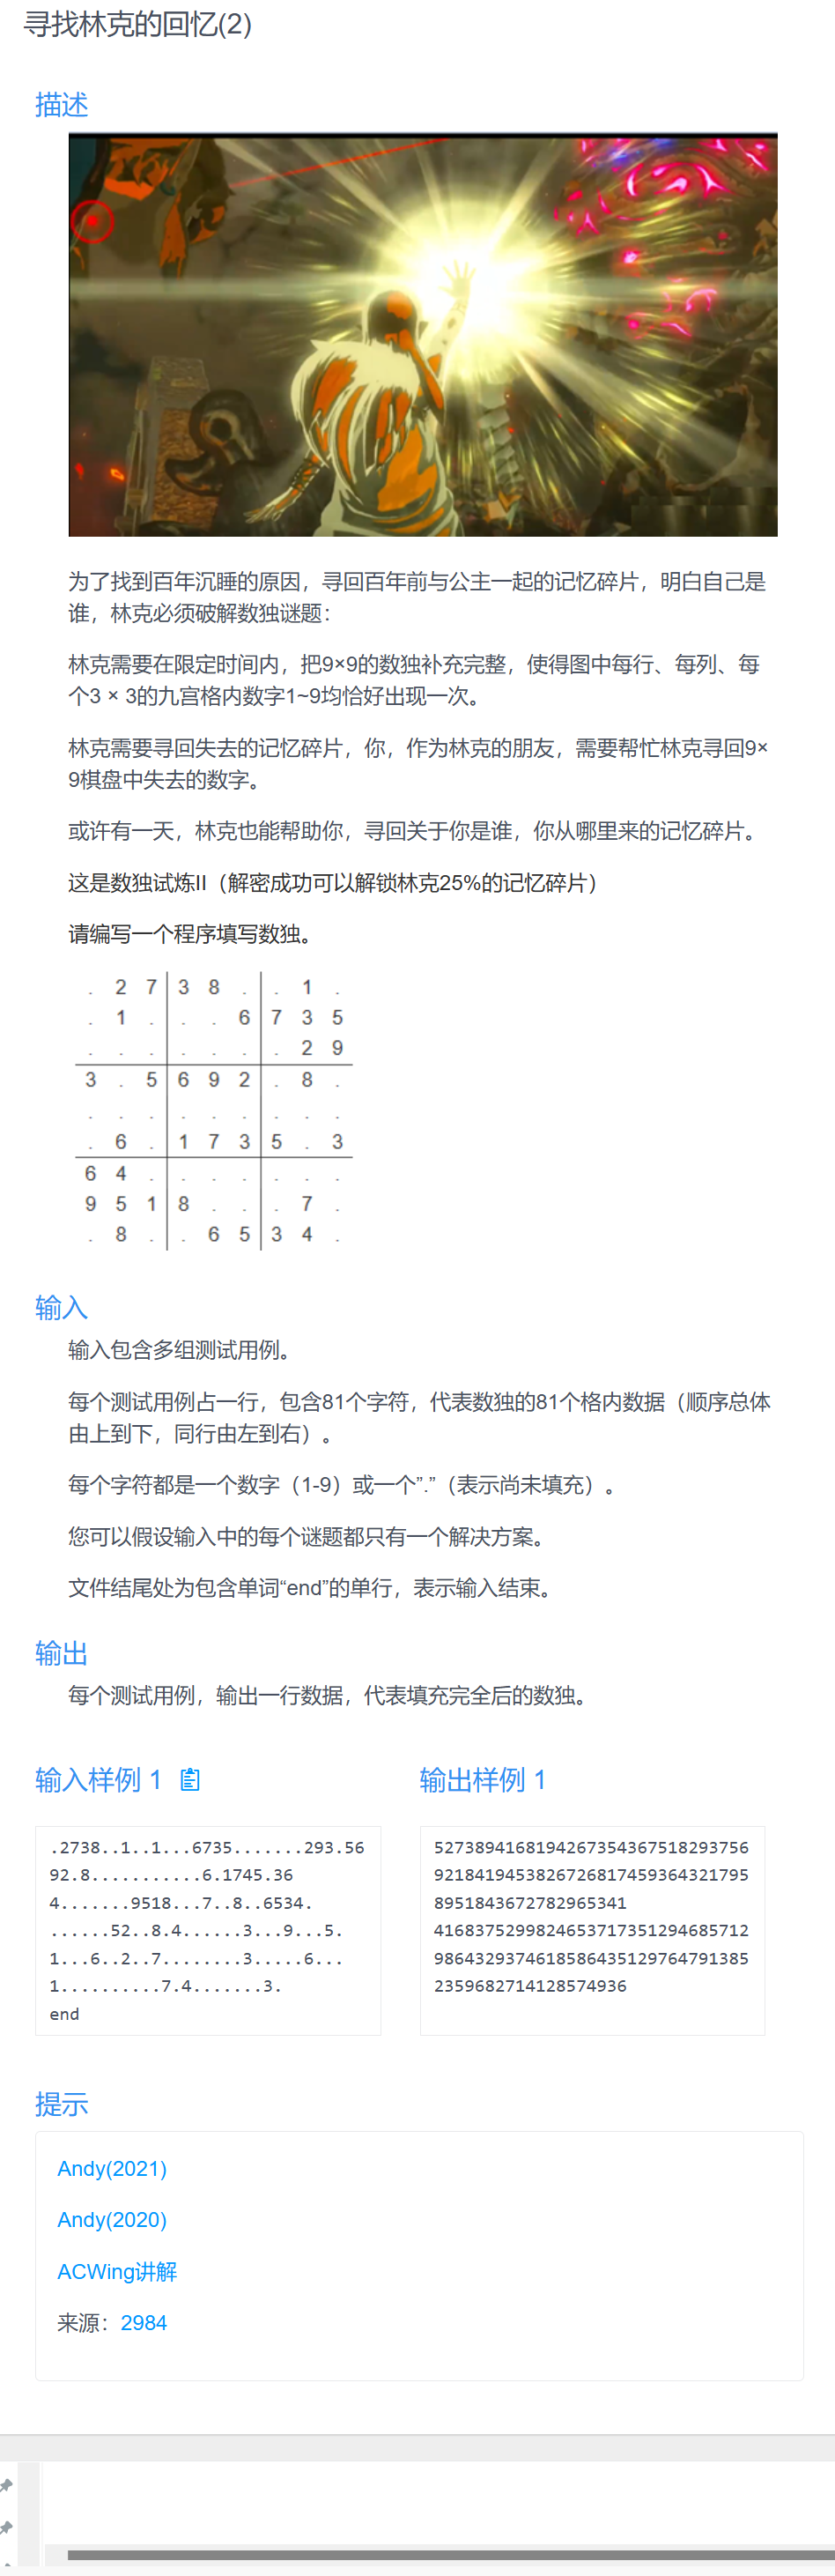 寻找林克的回忆(2)
描述
为了找到百年沉睡的原因，寻回百年前与公主一起的记忆碎片，明白自己是
谁，林克必须破解数独谜题：
林克需要在限定时间内，把9×9的数独补充完整，使得图中每行、每列、每
个3 × 3的九宫格内数字1~9均恰好出现一次。
林克需要寻回失去的记忆碎片，你，作为林克的朋友，需要帮忙林克寻回9×
9棋盘中失去的数字。
或许有一天，林克也能帮助你，寻回关于你是谁，你从哪里来的记忆碎片。
这是数独试炼II（解密成功可以解锁林克25%的记忆碎片）
请编写一个程序填写数独。
. 2 7 3 8 . . 1 .
. 1 . . . 6 7 3 5
. . . . . . . 2 9
3 . 5 6 9 2 . 8 .
. . . . . . . . .
. 6 . 1 7 3 5 . 3
6 4 . . . . . . .
9 5 1 8 . . . 7 .
. 8 . . 6 5 3 4 .
输入
输入包含多组测试用例。
每个测试用例占一行，包含81个字符，代表数独的81个格内数据（顺序总体
由上到下，同行由左到右）。
每个字符都是一个数字（1-9）或一个”.”（表示尚未填充）。
您可以假设输入中的每个谜题都只有一个解决方案。
文件结尾处为包含单词“end”的单行，表示输入结束。
输出
每个测试用例，输出一行数据，代表填充完全后的数独。
输入样例 1
.2738..1..1...6735.......293.56
92.8...........6.1745.36
4.......9518...7..8..6534.
......52..8.4......3...9...5.
1...6..2..7........3.....6...
1..........7.4.......3.
end
输出样例 1
5273894168194267354367518293756
9218419453826726817459364321795
8951843672782965341
4168375299824653717351294685712
9864329374618586435129764791385
2359682714128574936
提示
Andy(2021)
Andy(2020)
ACWing讲解
来源：2984